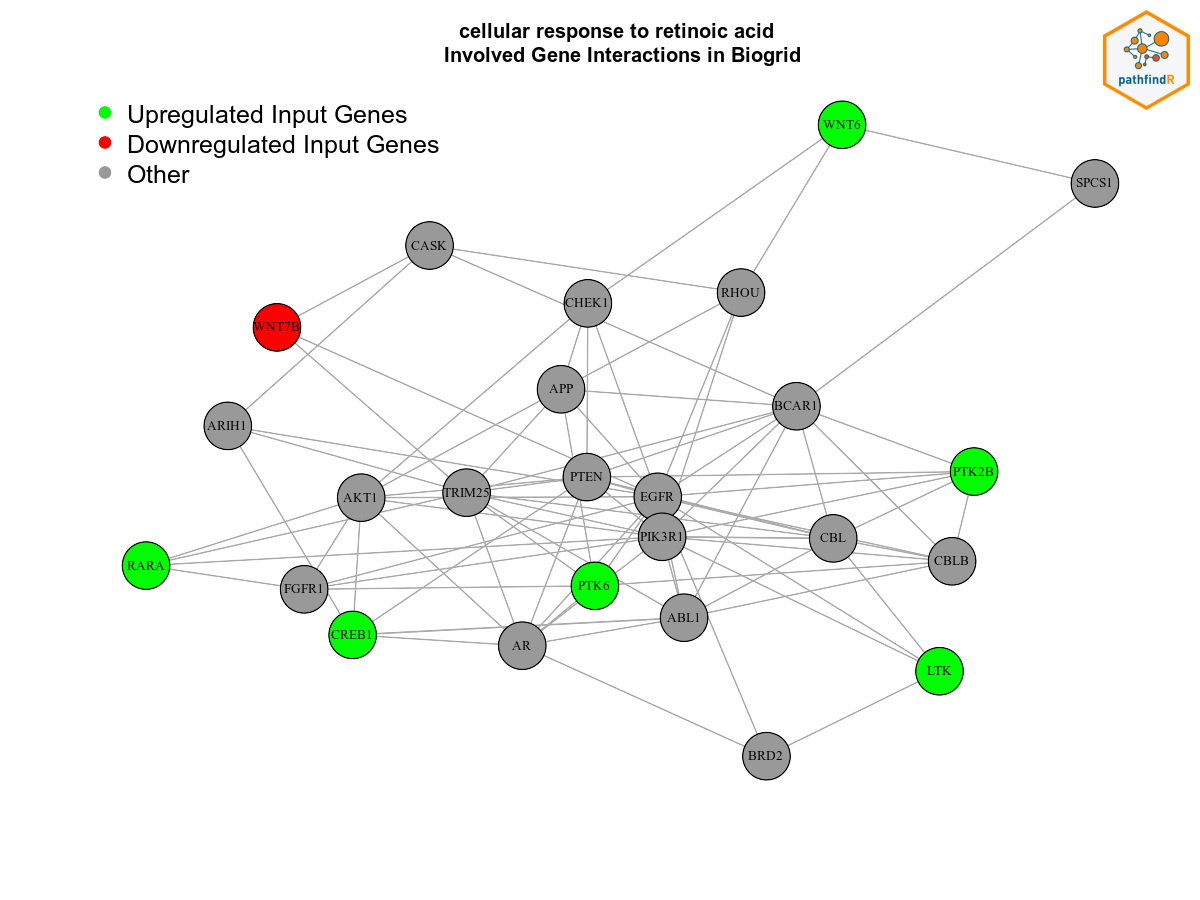 cellular response to retinoic acid
Involved Gene Interactions in Biogrid
pathfindR
Upregulated Input Genes
Downregulated Input Genes
Other
WNT6
SPCS1
CASK
RHOU
CHEK1
WNT7B
APP
BCAR1
ARIH1
PTK2B
PTEN
TRIM25
EGFR
AKT1
PIK3R1
CBL
CBLB
RARA
PTK6
FGFR1
ABL1
CREB1
AR
LTK
BRD2